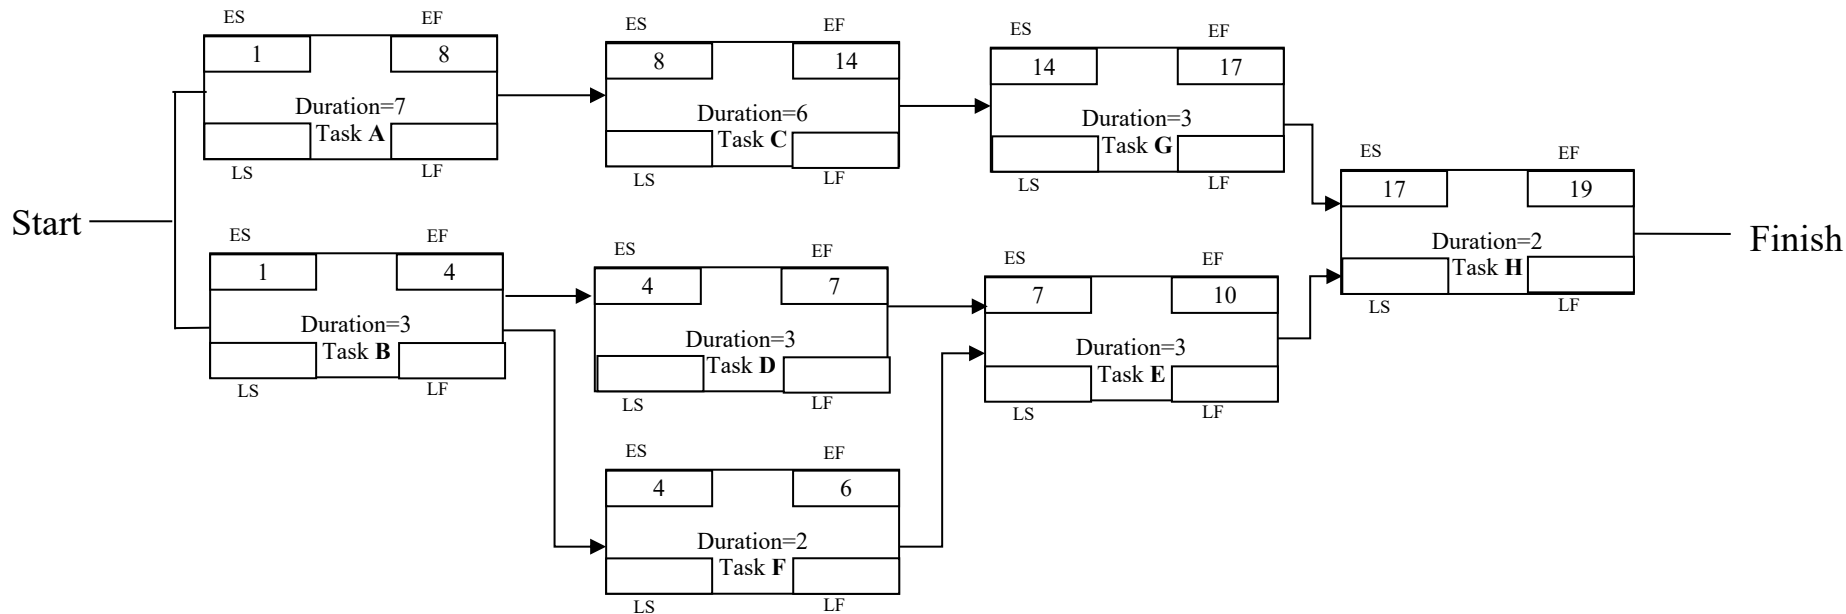 ES EF
1 8
Duration=7
Task A
LS LF
ES EF
8 14
Duration=6
Task C
LS LF
ES EF
14 17
Duration=3
Task G
LS LF
ES EF
17 19
Duration=2
Task H
LS LF
Start
Finish
ES EF
1 4
Duration=3
Task B
LS LF
ES EF
4 7
Duration=3
Task D
LS LF
ES EF
7 10
Duration=3
Task E
LS LF
ES EF
4 6
Duration=2
Task F
LS LF